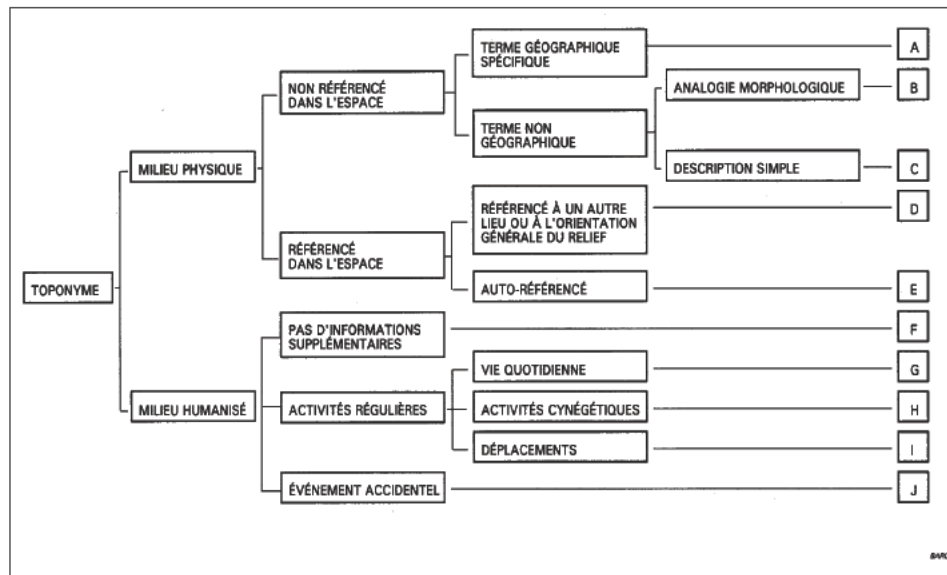 TERME GÉOGRAPHIQUE
SPÉCIFIQUE
A
NON RÉFÉRENCÉ
DANS L'ESPACE
ANALOGIE MORPHOLOGIQUE
B
TERME NON
GÉOGRAPHIQUE
MILIEU PHYSIQUE
DESCRIPTION SIMPLE
C
RÉFÉRENCÉ À UN AUTRE
LIEU OU À L'ORIENTATION
GÉNÉRALE DU RELIEF
D
RÉFÉRENCÉ
DANS L'ESPACE
TOPONYME
AUTO-RÉFÉRENCÉ
E
PAS D'INFORMATIONS
SUPPLÉMENTAIRES
F
VIE QUOTIDIENNE
G
MILIEU HUMANISÉ
ACTIVITÉS RÉGULIÈRES
ACTIVITÉS CYNÉGÉTIQUES
H
DÉPLACEMENTS
I
ÉVÉNEMENT ACCIDENTEL
J